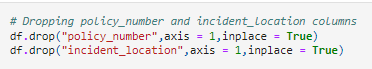 # Dropping policy_number and incident_location columns
df.drop("policy_number",axis = 1,inplace = True)
df.drop("incident_location",axis = 1,inplace = True)